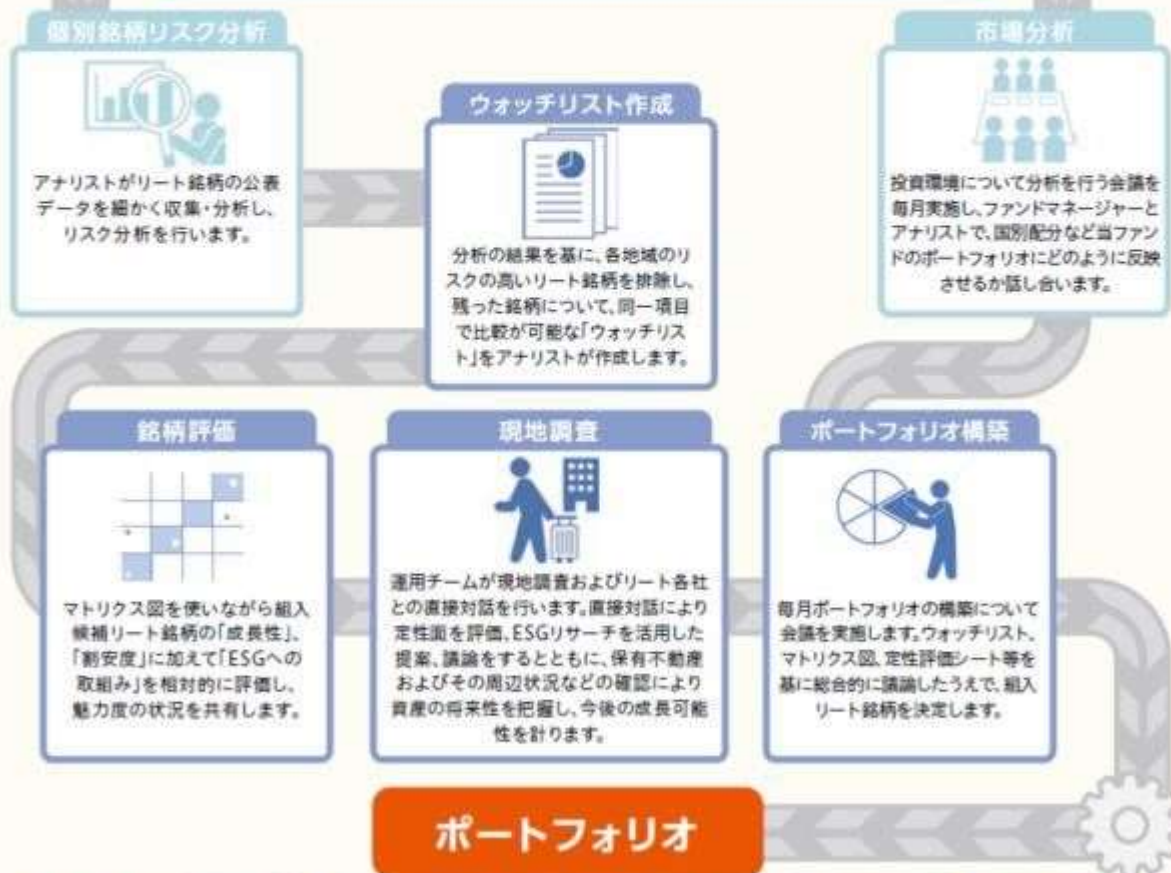 個別銘柄リスク分析
アナリストがリート銘柄の公表
データを細かく収集・分析し、
リスク分析を行います。
ウォッチリスト作成
分析の結果を基に、各地域のリ
スクの高いリート銘柄を排除し、
残った銘柄について、同一項目
で比較が可能な「ウォッチリス
ト」をアナリストが作成します。
市場分析
投資環境について分析を行う会議を
毎月実施し、ファンドマネージャーと
アナリストで、国別配分など当ファン
ドのポートフォリオにどのように反映
させるか話し合います。
銘柄評価
マトリクス図を使いながら組入
候補リート銘柄の「成長性」、
「割安度」に加えて「ESGへの
取組み」を相対的に評価し、
魅力度の状況を共有します。
現地調査
運用チームが現地調査およびリート各社
との直接対話を行います。直接対話により
定性面を評価、ESGリサーチを活用した
提案、議論をするとともに、保有不動産
およびその周辺状況などの確認により
資産の将来性を把握し、今後の成長可能
性を計ります。
ポートフォリオ構築
毎月ポートフォリオの構築について
会議を実施します。ウォッチリスト、
マトリクス図、定性評価シート等を
基に総合的に議論したうえで、組入
リート銘柄を決定します。
ポートフォリオ